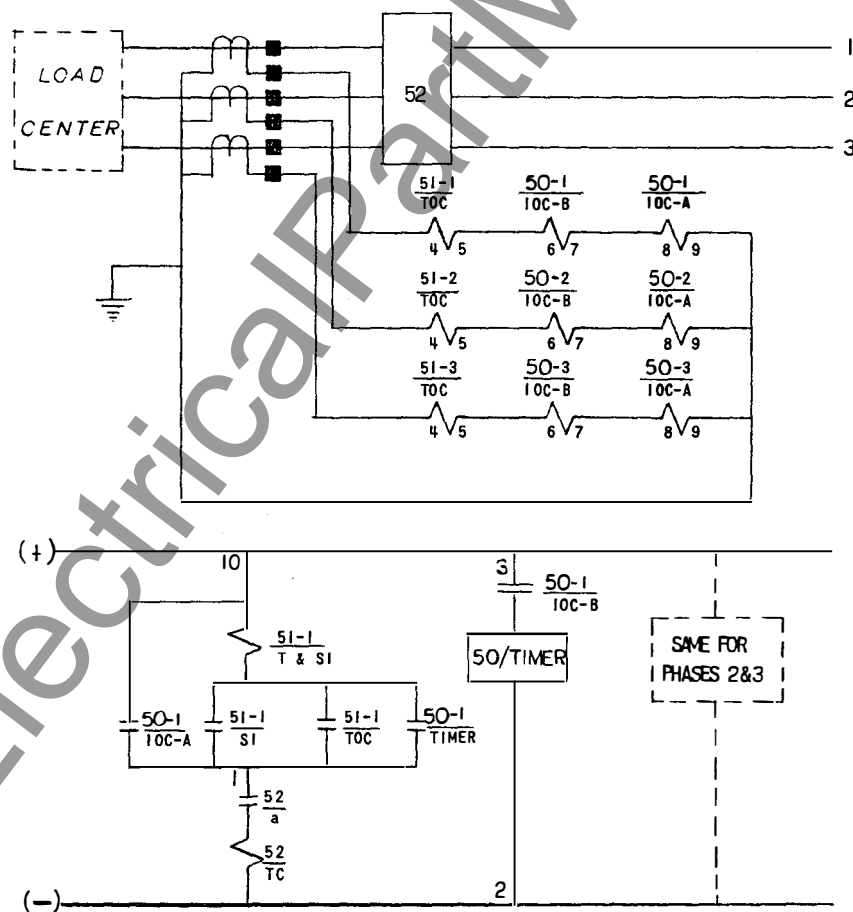 ElectricalPartM
LOAD
CENTER
52
1
2
3
51-1
TOC
50-1
IOC-B
50-1
IOC-A
4 5
6 7
8 9
51-2
TOC
50-2
IOC-B
50-2
IOC-A
4 5
6 7
8 9
51-3
TOC
50-3
IOC-B
50-3
IOC-A
4 5
6 7
8 9
(+)
10
3
50-1
IOC-B
51-1
T & SI
50/TIMER
SAME FOR
PHASES 2&3
50-1
IOC-A
51-1
SI
51-1
TOC
50-1
TIMER
1
52
a
52
TC
2
(-)